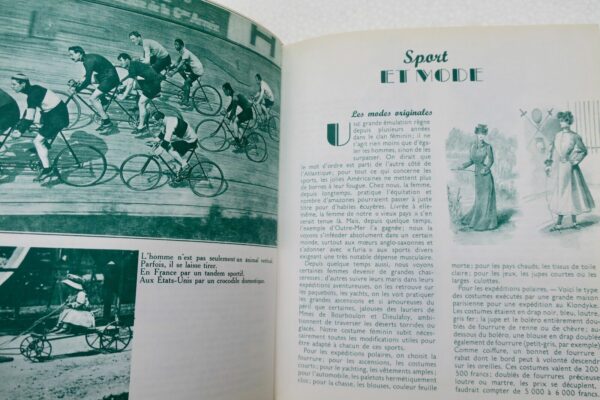 L'homme n'est pas seulement un animal vertical.
Parfois, il se laisse tirer.
En France par un tandem sportif.
Aux États-Unis par un crocodile domestique.
Sport
ET MODE
Les modes originales
UNE grande émulation règne
depuis plusieurs années
dans le clan féminin; il
s'agit rien moins que d'éga-
ler les hommes, sinon de les
surpasser. On dirait que
le mot d'ordre est parti de l'autre côté de
l'Atlantique; pour tout ce qui concerne les
sports, les jolies Américaines ne mettent plus
de bornes à leur fougue. Chez nous, la femme,
depuis longtemps, pratique l'équitation et
nombre d'amazones pourraient passer à juste
titre pour d'habiles écuyères. Livrée à elle-
même, la femme de notre « vieux pays » s'en
serait tenue là. Mais, depuis quelque temps,
l'exemple d'Outre-Mer l'a gagnée; nous la
voyons s'inféoder absolument dans un certain
monde, surtout aux mœurs anglo-saxonnes et
s'adonner avec « furia » aux sports divers
exigeant une très notable dépense musculaire.
Depuis quelque temps aussi, nous voyons
certaines femmes devenir de grandes chas-
seresses; d'autres suivre leurs maris dans leurs
expéditions aventureuses, on les retrouve sur
les paquebots, les yachts, on les voit pratiquer
les grandes ascensions et les amoureuses du
péril, que certaines, jalouses des lauriers de
Mmes de Bourboulon et Dieulafoy, ambi-
tionnent de traverser les déserts torrides ou
glacés. Notre costume féminin subit naturellement
toutes les modifications utiles pour
être adapté à chacun de ces sports.
Pour les expéditions polaires, on choisit la
fourrure; pour les ascensions, les costumes
courts; pour le yachting, les vêtements amples;
pour l'automobile, les paletots hermétiquement
clos; pour la chasse, les blouses, couleur feuille
morte; pour les pays chauds, les tissus de toile
claire; pour les jeux, les jupes courtes ou les
larges culottes.
Pour les expéditions polaires. — Voici le type
des costumes exécutés par une grande maison
parisienne pour une expédition au Klondyke.
Les costumes étaient en drap noir, bleu, loutre,
gris fer; la jupe et le boléro entièrement dou-
blés de fourrure de renne ou de chèvre; au-
dessous du boléro, une blouse en drap doublée
également de fourrure (petit-gris, par exemple).
Comme coiffure, un bonnet de fourrure
rabat dont le bord peut à volonté descendre
sur les oreilles. Ces costumes valent de 200
500 francs; doublés de fourrures précieuses,
loutre ou martre, les prix se décuplent,
faudrait compter de 5 000 à 6 000 francs.